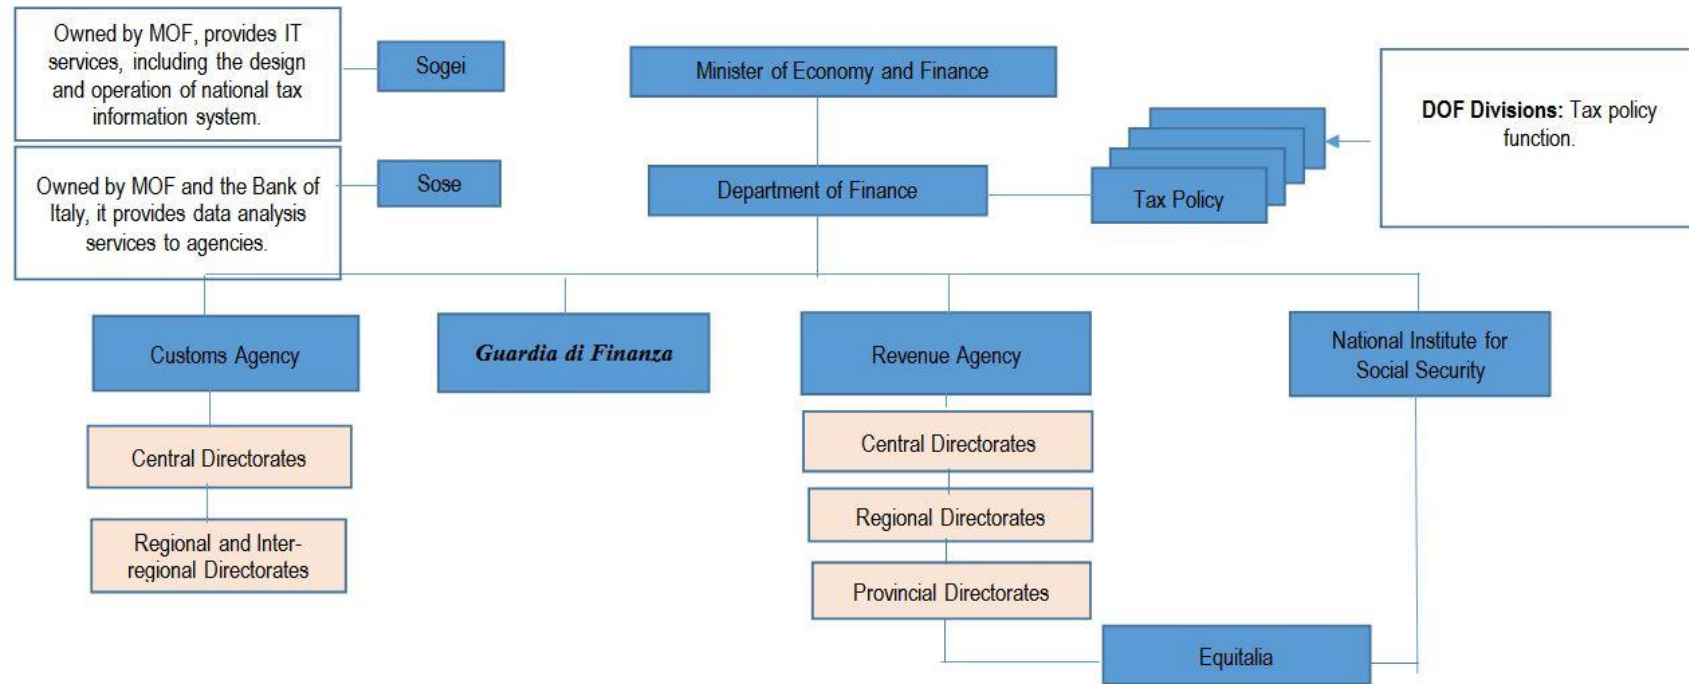 Owned by MOF, provides IT
services, including the design
and operation of national tax
information system.
Sogei
Minister of Economy and Finance
DOF Divisions: Tax policy
function.
Owned by MOF and the Bank of
Italy, it provides data analysis
services to agencies.
Sose
Department of Finance
Tax Policy
Customs Agency
Guardia di Finanza
Revenue Agency
National Institute for
Social Security
Central Directorates
Regional and Inter-
regional Directorates
Central Directorates
Regional Directorates
Provincial Directorates
Equitalia